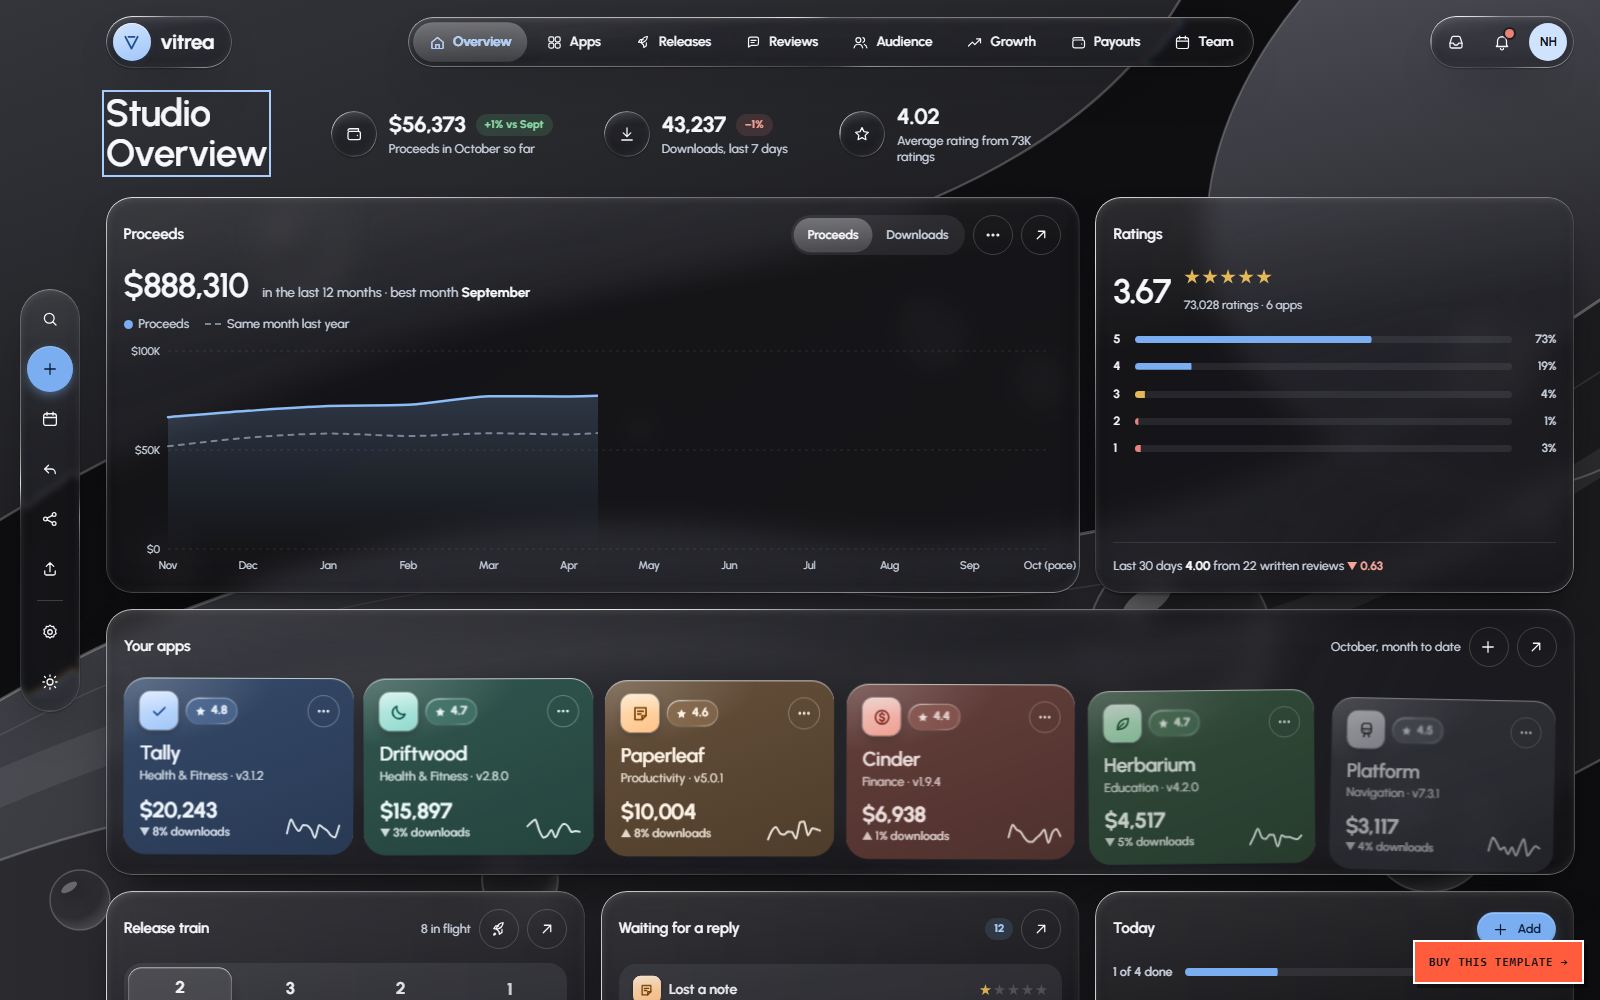 vitrea
Overview
Apps
Releases
Reviews
Audience
Growth
Payouts
Team
NH
Studio
Overview
$56,373 +1% vs Sept
Proceeds in October so far
43,237 −1%
Downloads, last 7 days
4.02
Average rating from 73K
ratings
Proceeds
Proceeds Downloads
$888,310 in the last 12 months · best month September
Proceeds Same month last year
$100K
$50K
$0
Nov Dec Jan Feb Mar Apr May Jun Jul Aug Sep Oct (pace)
Ratings
3.67 ★★★★★
73,028 ratings · 6 apps
5 73%
4 19%
3 4%
2 1%
1 3%
Last 30 days 4.00 from 22 written reviews ▼ 0.63
Your apps
October, month to date
★ 4.8
Tally
Health & Fitness · v3.1.2
$20,243
▼ 8% downloads
★ 4.7
Driftwood
Health & Fitness · v2.8.0
$15,897
▼ 3% downloads
★ 4.6
Paperleaf
Productivity · v5.0.1
$10,004
▲ 8% downloads
★ 4.4
Cinder
Finance · v1.9.4
$6,938
▲ 1% downloads
★ 4.7
Herbarium
Education · v4.2.0
$4,517
▼ 5% downloads
★ 4.5
Platform
Navigation · v7.3.1
$3,117
▼ 4% downloads
Release train
8 in flight
2 3 2 1
Waiting for a reply
12
Lost a note ★★★★★
Today
+ Add
1 of 4 done
BUY THIS TEMPLATE →